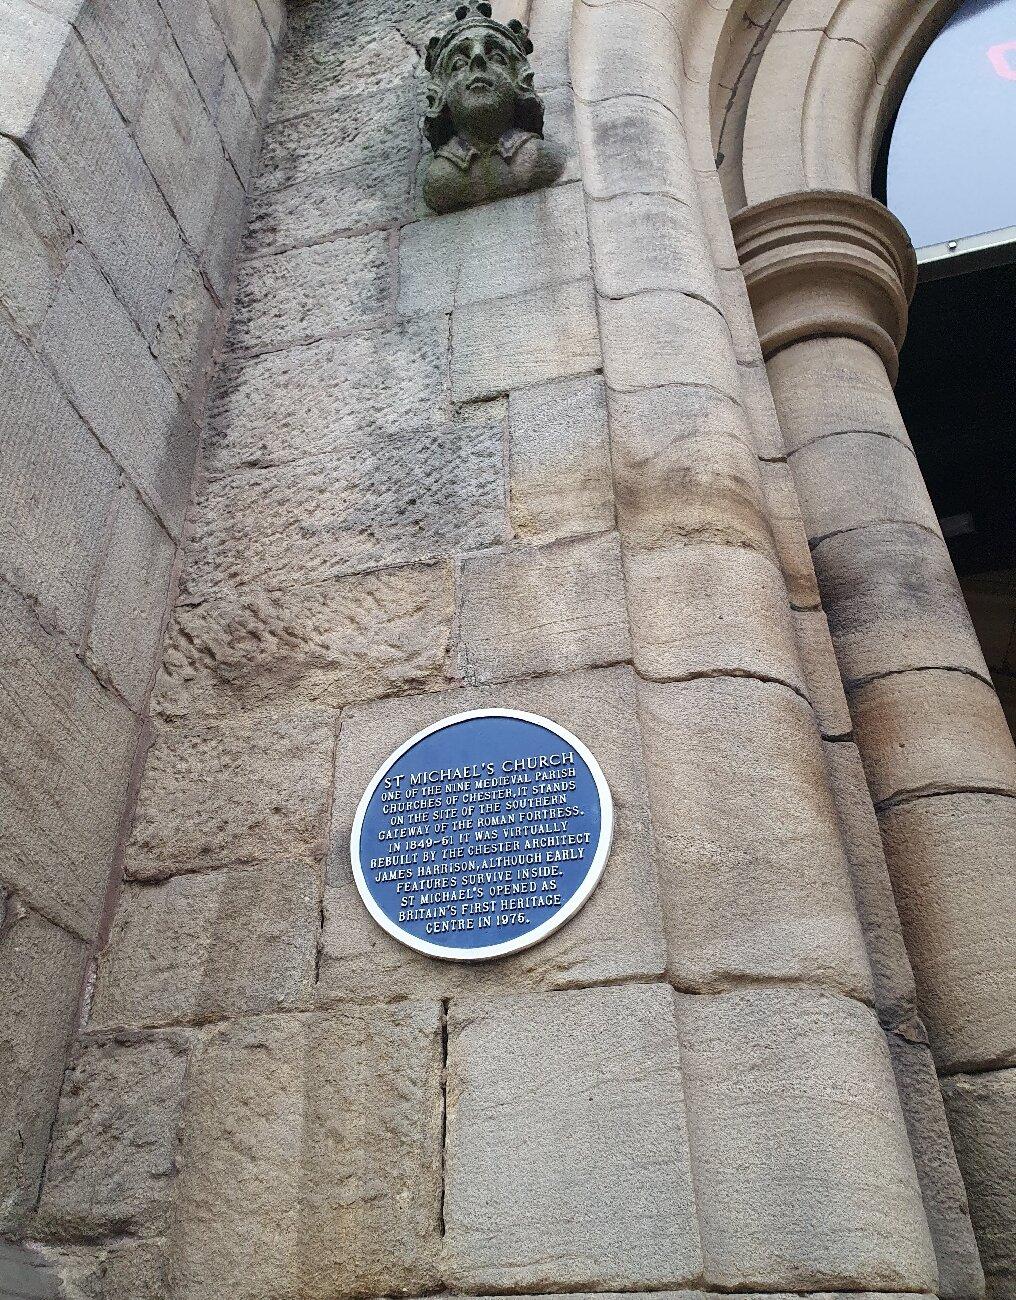 ST MICHAEL'S CHURCH
ONE OF THE NINE MEDIEVAL PARISH
CHURCHES OF CHESTER, IT STANDS
ON THE SITE OF THE SOUTHERN
GATEWAY OF THE ROMAN FORTRESS.
IN 1849-51 IT WAS VIRTUALLY
REBUILT BY THE CHESTER ARCHITECT
JAMES HARRISON, ALTHOUGH EARLY
FEATURES SURVIVE INSIDE.
ST MICHAEL'S OPENED AS
BRITAIN'S FIRST HERITAGE
CENTRE IN 1975.